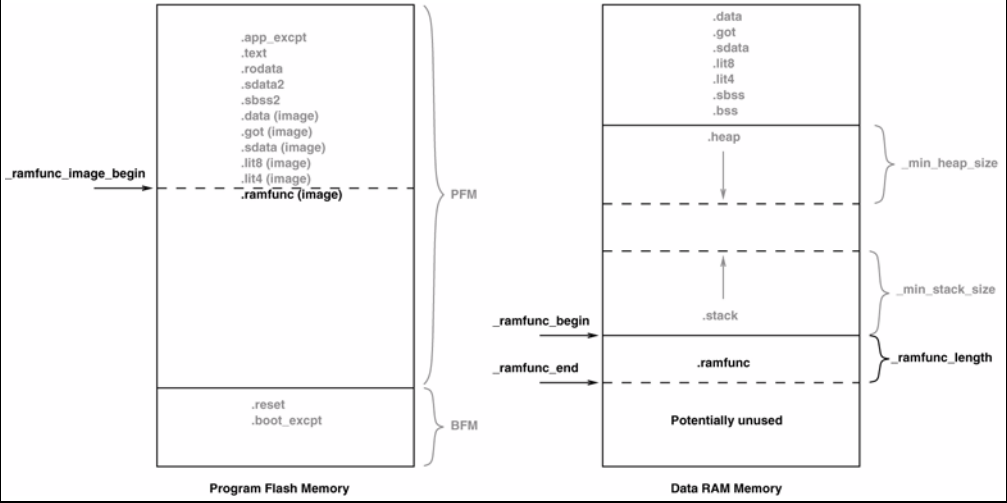 .app_excpt
.text
.rodata
.sdata2
.sbss2
.data (image)
.got (image)
.sdata (image)
.lit8 (image)
.lit4 (image)
_ramfunc_image_begin
.ramfunc (image)
PFM
.reset
.boot_excpt
BFM
Program Flash Memory
.data
.got
.sdata
.lit8
.lit4
.sbss
.bss
.heap
_min_heap_size
_min_stack_size
.stack
_ramfunc_begin
.ramfunc
_ramfunc_length
_ramfunc_end
Potentially unused
Data RAM Memory